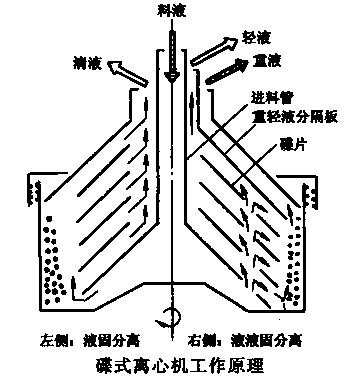 料液
轻液
重液
清液
进料管
重轻液分隔板
碟片
左侧：液固分离 右侧：液液固分离
碟式离心机工作原理